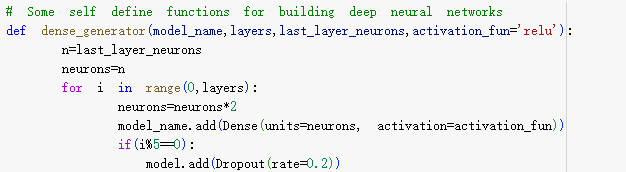 # Some self define functions for building deep neural networks
def dense_generator(model_name,layers,last_layer_neurons,activation_fun='relu'):
n=last_layer_neurons
neurons=n
for i in range(0,layers):
neurons=neurons*2
model_name.add(Dense(units=neurons, activation=activation_fun))
if(i%5==0):
model.add(Dropout(rate=0.2))